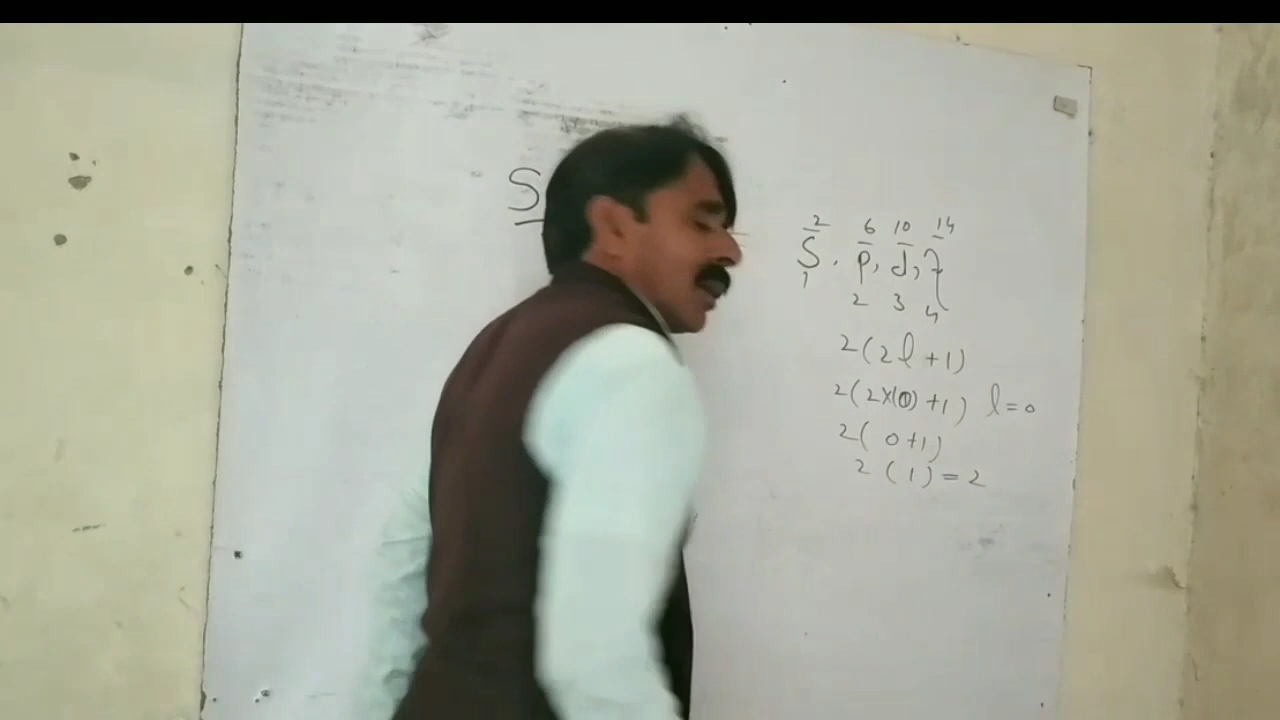 S
2 6 10 14
S, p, d, f
1 2 3 4
2(2l+1)
2(2x(0)+1) l=0
2(0+1)
2(1)=2